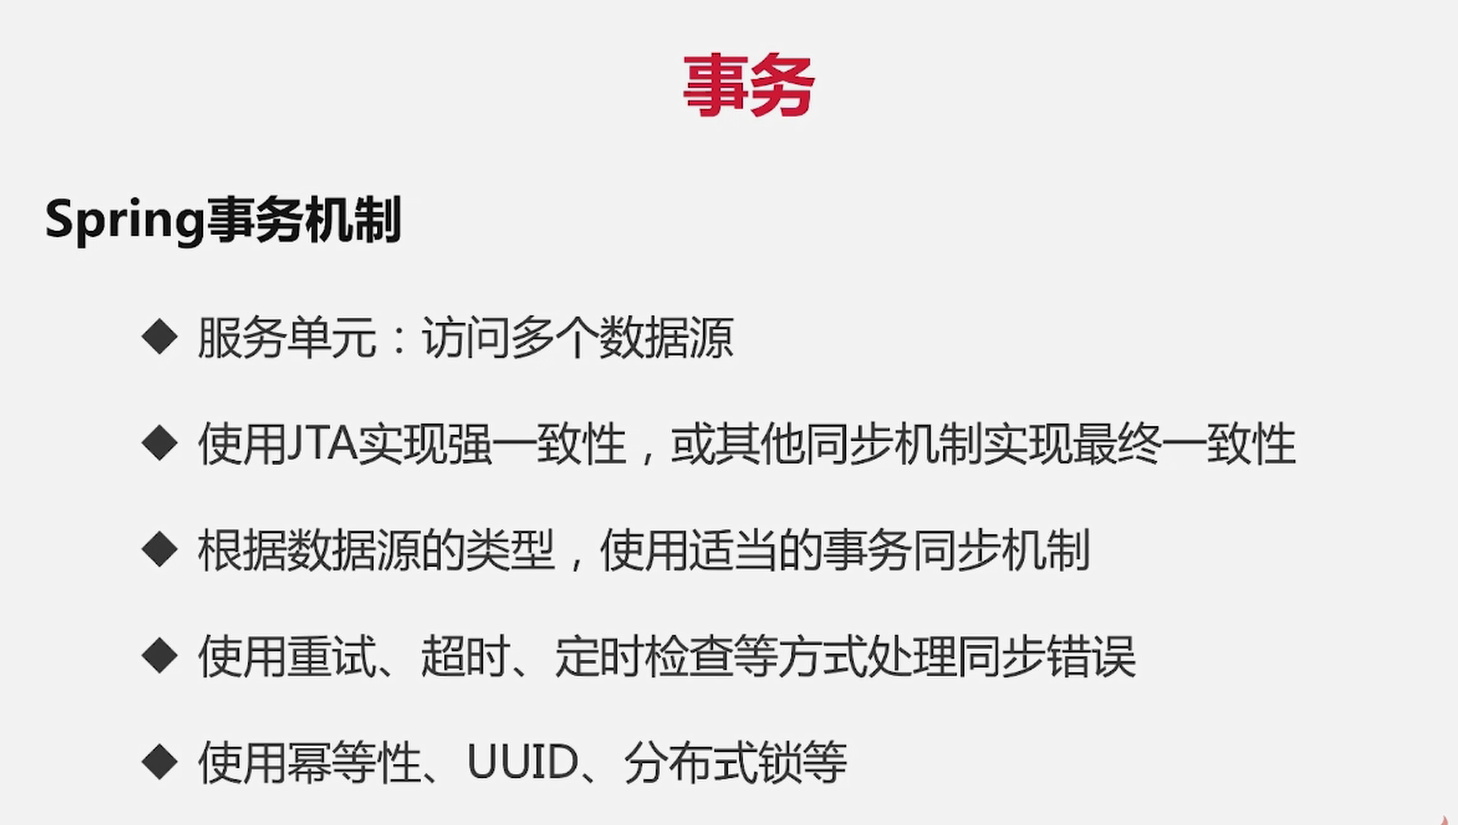 事务
Spring事务机制
◆ 服务单元：访问多个数据源
◆ 使用JTA实现强一致性，或其他同步机制实现最终一致性
◆ 根据数据源的类型，使用适当的事务同步机制
◆ 使用重试、超时、定时检查等方式处理同步错误
◆ 使用幂等性、UUID、分布式锁等